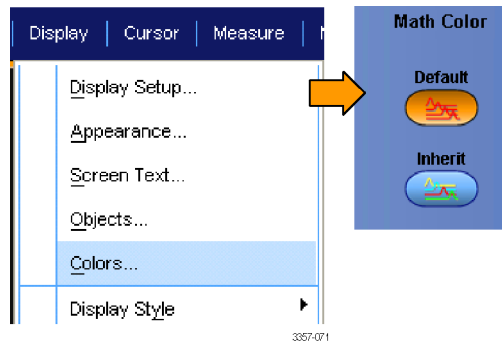 Display Cursor Measure
Display Setup...
Appearance...
Screen Text...
Objects...
Colors...
Display Style
Math Color
Default
Inherit
3357-071